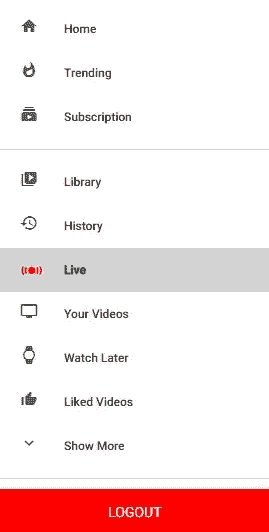 Home
Trending
Subscription
Library
History
Live
Your Videos
Watch Later
Liked Videos
Show More
LOGOUT